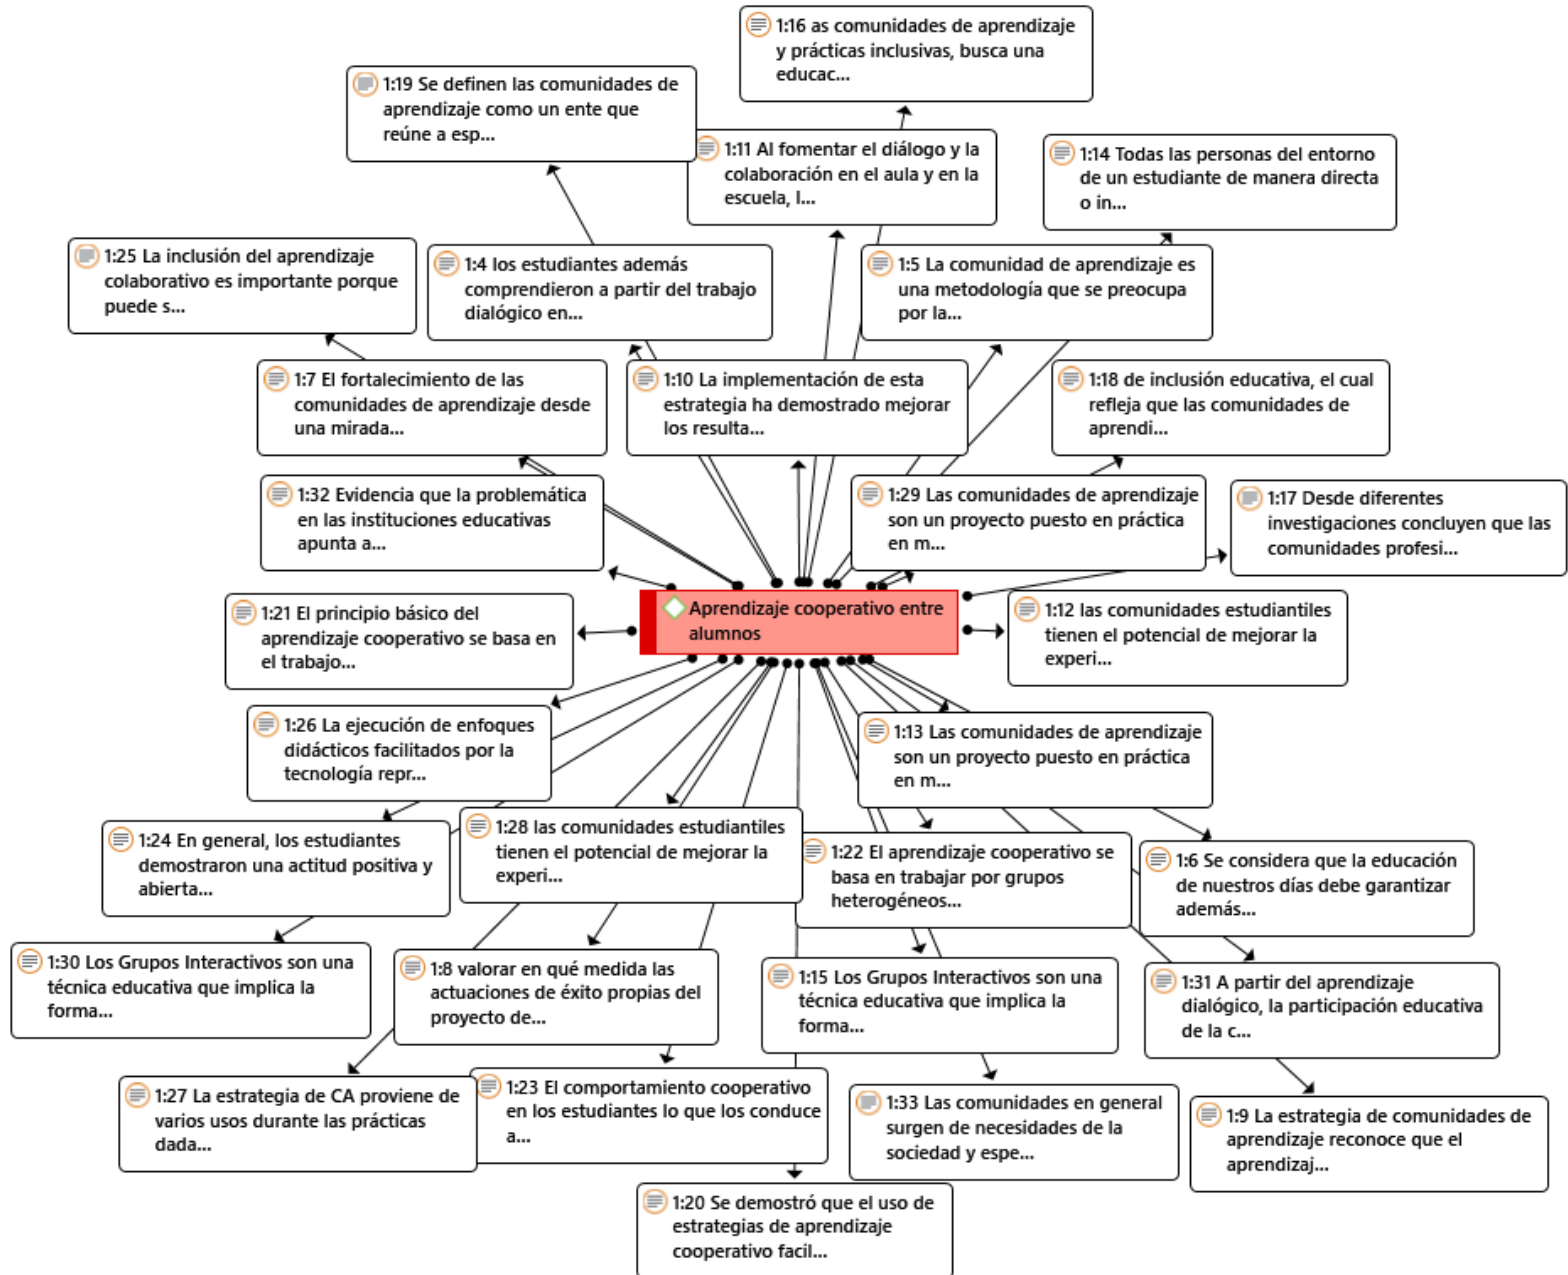 1:16 as comunidades de aprendizaje
y prácticas inclusivas, busca una
educac...
1:19 Se definen las comunidades de
aprendizaje como un ente que
reúne a esp...
1:11 Al fomentar el diálogo y la
colaboración en el aula y en la
escuela, l...
1:14 Todas las personas del entorno
de un estudiante de manera directa
o in...
1:25 La inclusión del aprendizaje
colaborativo es importante porque
puede s...
1:4 los estudiantes además
comprendieron a partir del trabajo
dialógico en...
1:5 La comunidad de aprendizaje es
una metodología que se preocupa
por la...
1:7 El fortalecimiento de las
comunidades de aprendizaje desde
una mirada...
1:10 La implementación de esta
estrategia ha demostrado mejorar
los resulta...
1:18 de inclusión educativa, el cual
refleja que las comunidades de
aprendi...
1:32 Evidencia que la problemática
en las instituciones educativas
apunta a...
1:29 Las comunidades de aprendizaje
son un proyecto puesto en práctica
en m...
1:17 Desde diferentes
investigaciones concluyen que las
comunidades profesi...
1:21 El principio básico del
aprendizaje cooperativo se basa en
el trabajo...
Aprendizaje cooperativo entre
alumnos
1:12 las comunidades estudiantiles
tienen el potencial de mejorar la
experi...
1:26 La ejecución de enfoques
didácticos facilitados por la
tecnología repr...
1:13 Las comunidades de aprendizaje
son un proyecto puesto en práctica
en m...
1:24 En general, los estudiantes
demostraron una actitud positiva y
abierta...
1:28 las comunidades estudiantiles
tienen el potencial de mejorar la
experi...
1:22 El aprendizaje cooperativo se
basa en trabajar por grupos
heterogéneos...
1:6 Se considera que la educación
de nuestros días debe garantizar
además...
1:30 Los Grupos Interactivos son una
técnica educativa que implica la
forma...
1:8 valorar en qué medida las
actuaciones de éxito propias del
proyecto de...
1:15 Los Grupos Interactivos son una
técnica educativa que implica la
forma...
1:31 A partir del aprendizaje
dialógico, la participación educativa
de la c...
1:27 La estrategia de CA proviene de
varios usos durante las prácticas
dada...
1:23 El comportamiento cooperativo
en los estudiantes lo que los conduce
a...
1:33 Las comunidades en general
surgen de necesidades de la
sociedad y espe...
1:9 La estrategia de comunidades de
aprendizaje reconoce que el
aprendizaj...
1:20 Se demostró que el uso de
estrategias de aprendizaje
cooperativo facil...